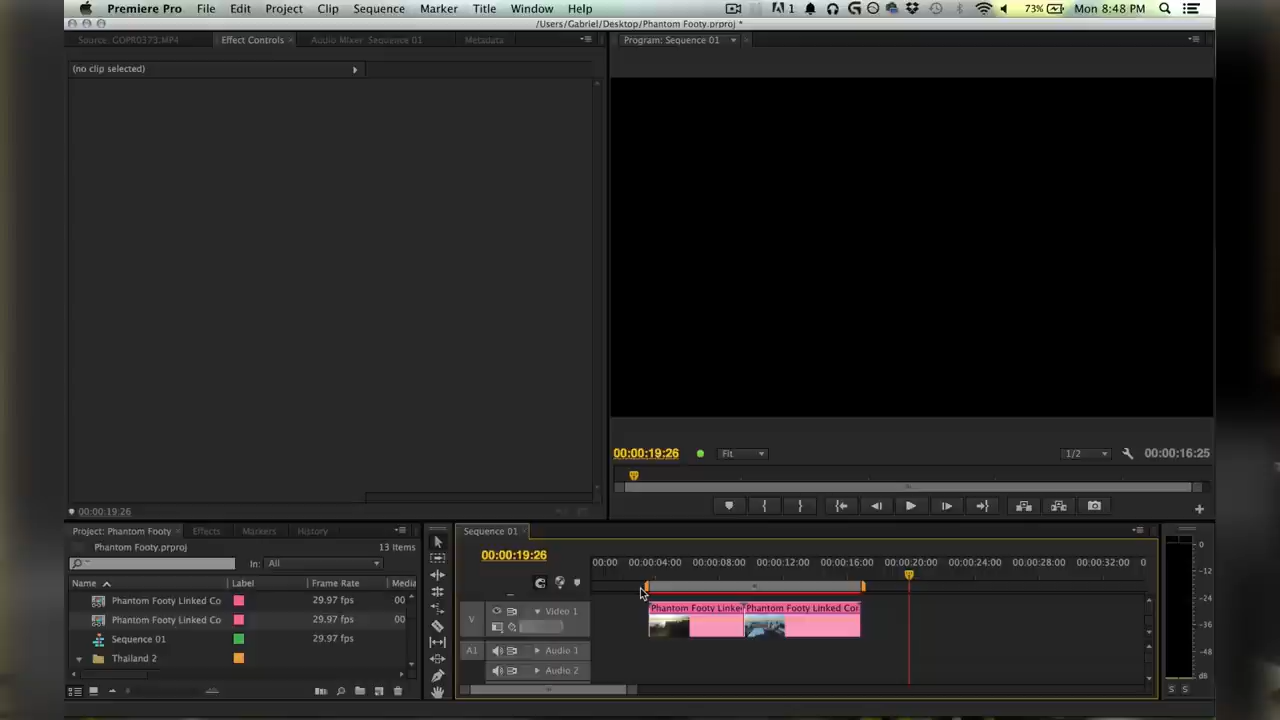 Premiere Pro File Edit Project Clip Sequence Marker Title Window Help 1 73% Mon 8:48 PM
/Users/Gabriel/Desktop/Phantom Footy.prproj *
Source: GOPR0373.MP4 Effect Controls Audio Mixer: Sequence 01 Metadata Program: Sequence 01
(no clip selected)
00:00:19:26 Fit 1/2 00:00:16:25
00:00:19:26
Project: Phantom Footy Effects Markers History Sequence 01
Phantom Footy.prproj 13 Items
00:00:19:26
In: All
00:00 00:00:04:00 00:00:08:00 00:00:12:00 00:00:16:00 00:00:20:00 00:00:24:00 00:00:28:00 00:00:32:00 0
Name Label Frame Rate Media
Phantom Footy Linked Co 29.97 fps 00
Phantom Footy Linked Co 29.97 fps 00
Sequence 01 29.97 fps
Thailand 2
V Video 1
Phantom Footy Linke Phantom Footy Linked Com
A1 Audio 1
Audio 2
0
-12
-24
-36
-48
dB
S S